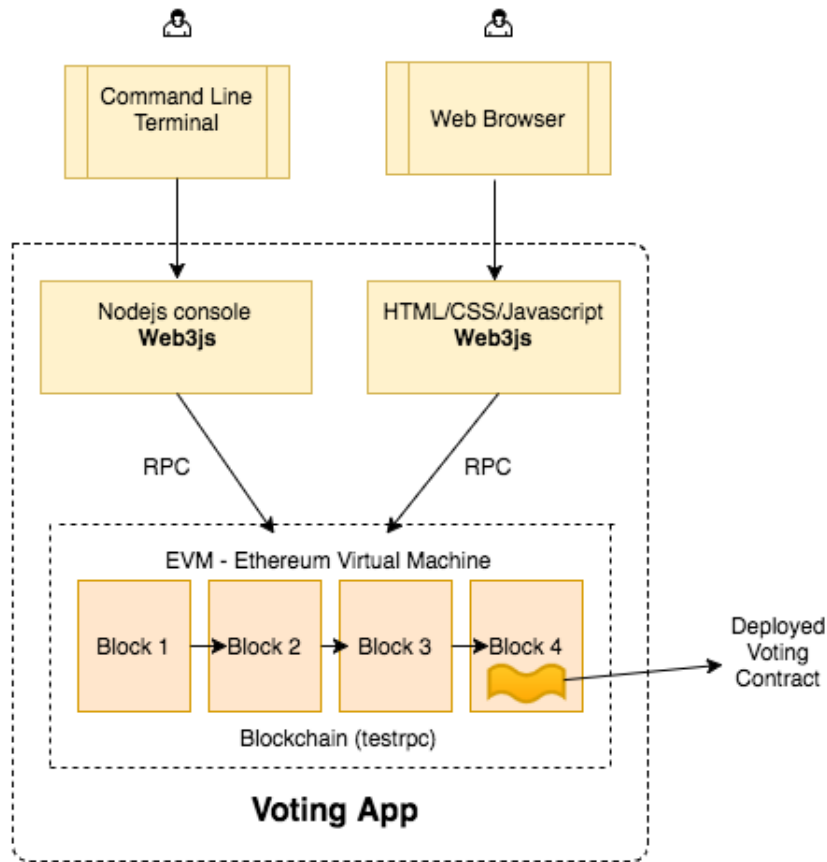 Command Line
Terminal
Web Browser
Nodejs console
Web3js
HTML/CSS/Javascript
Web3js
RPC
RPC
EVM - Ethereum Virtual Machine
Block 1
Block 2
Block 3
Block 4
Deployed
Voting
Contract
Blockchain (testrpc)
Voting App